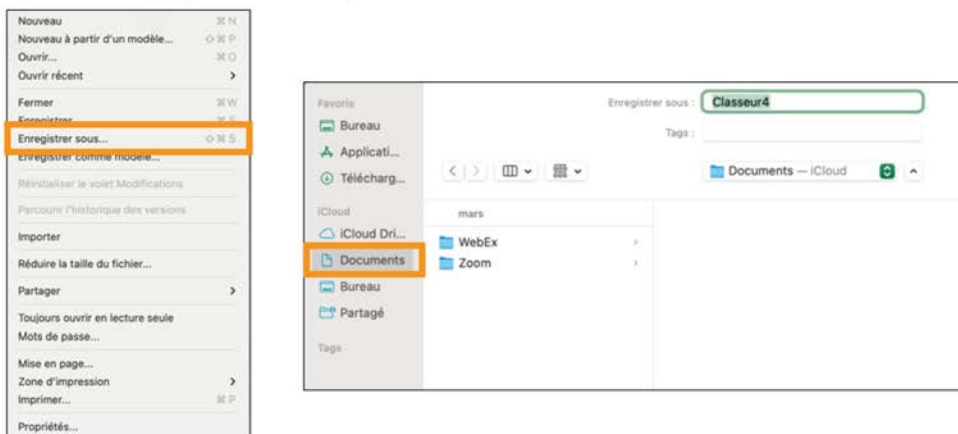 Nouveau ⌘ N
Nouveau à partir d'un modèle... ⇧ ⌘ P
Ouvrir... ⌘ O
Ouvrir récent >
Fermer ⌘ W
Enregistrer ⌘ S
Enregistrer sous... ⇧ ⌘ S
Enregistrer comme modèle...
Réinitialiser le volet Modifications
Parcourir l'historique des versions
Importer
Réduire la taille du fichier...
Partager >
Toujours ouvrir en lecture seule
Mots de passe...
Mise en page...
Zone d'impression >
Imprimer... ⌘ P
Propriétés...
Favoris
Bureau
Applicati...
Télécharg...
iCloud
iCloud Dri...
Documents
Bureau
Partagé
Tags
Enregistrer sous : Classeur4
Tags :
Documents — iCloud
mars
WebEx
Zoom